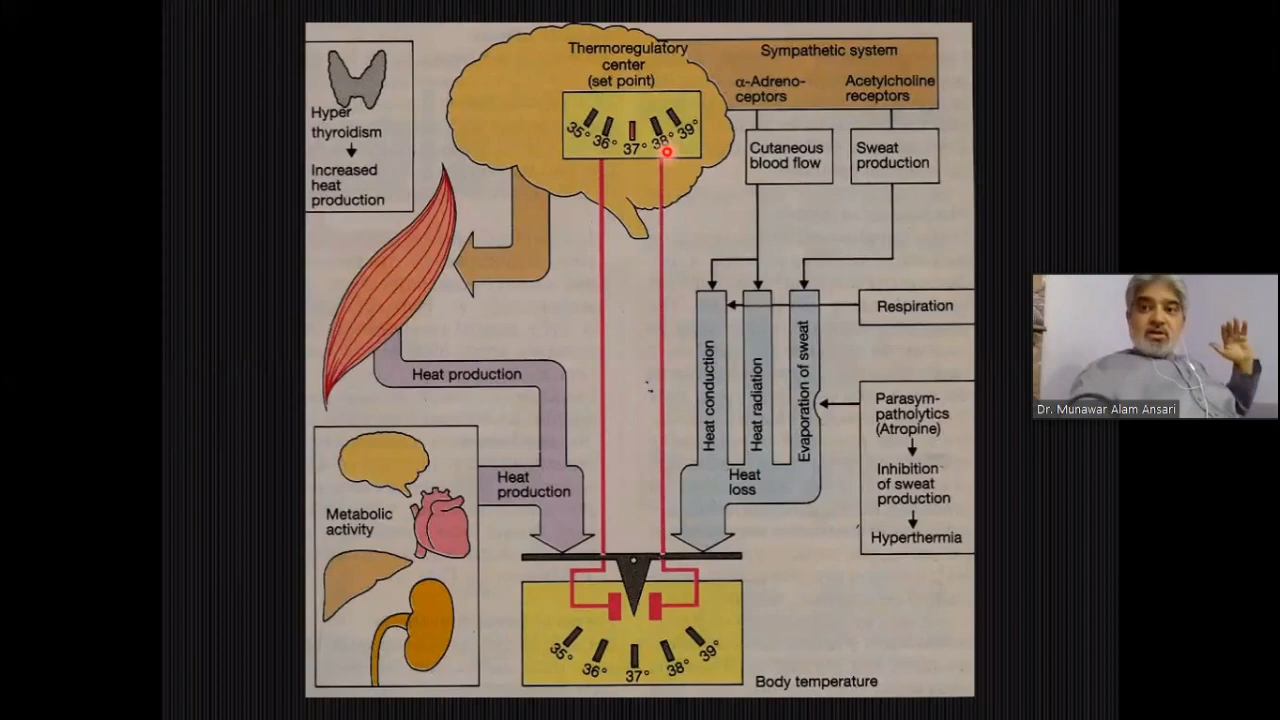 Hyper
thyroidism
Increased
heat
production
Thermoregulatory
center
(set point)
35° 36° 37° 38° 39°
Sympathetic system
α-Adreno-
ceptors
Acetylcholine
receptors
Cutaneous
blood flow
Sweat
production
Respiration
Heat conduction
Heat radiation
Evaporation of sweat
Heat
loss
Parasym-
patholytics
(Atropine)
Inhibition
of sweat
production
Hyperthermia
Heat production
Heat
production
Metabolic
activity
35° 36° 37° 38° 39°
Body temperature
Dr. Munawar Alam Ansari